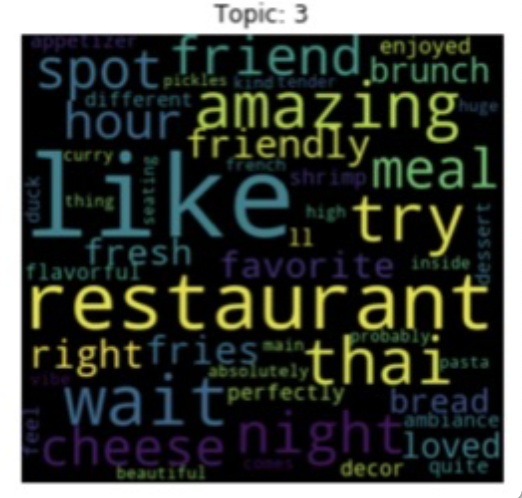 Topic: 3
appetizer
spot
friend
enjoyed
brunch
pickles
kind
tender
different
hour
amazing
huge
friendly
curry
like
french
shrimp
meal
duck
thing
seating
high
try
dessert
ll
fresh
flavorful
favorite
inside
restaurant
right
fries
main
probably
thai
pasta
absolutely
vibe
wait
perfectly
bread
feel
cheese
night
ambiance
loved
comes
beautiful
decor
quite